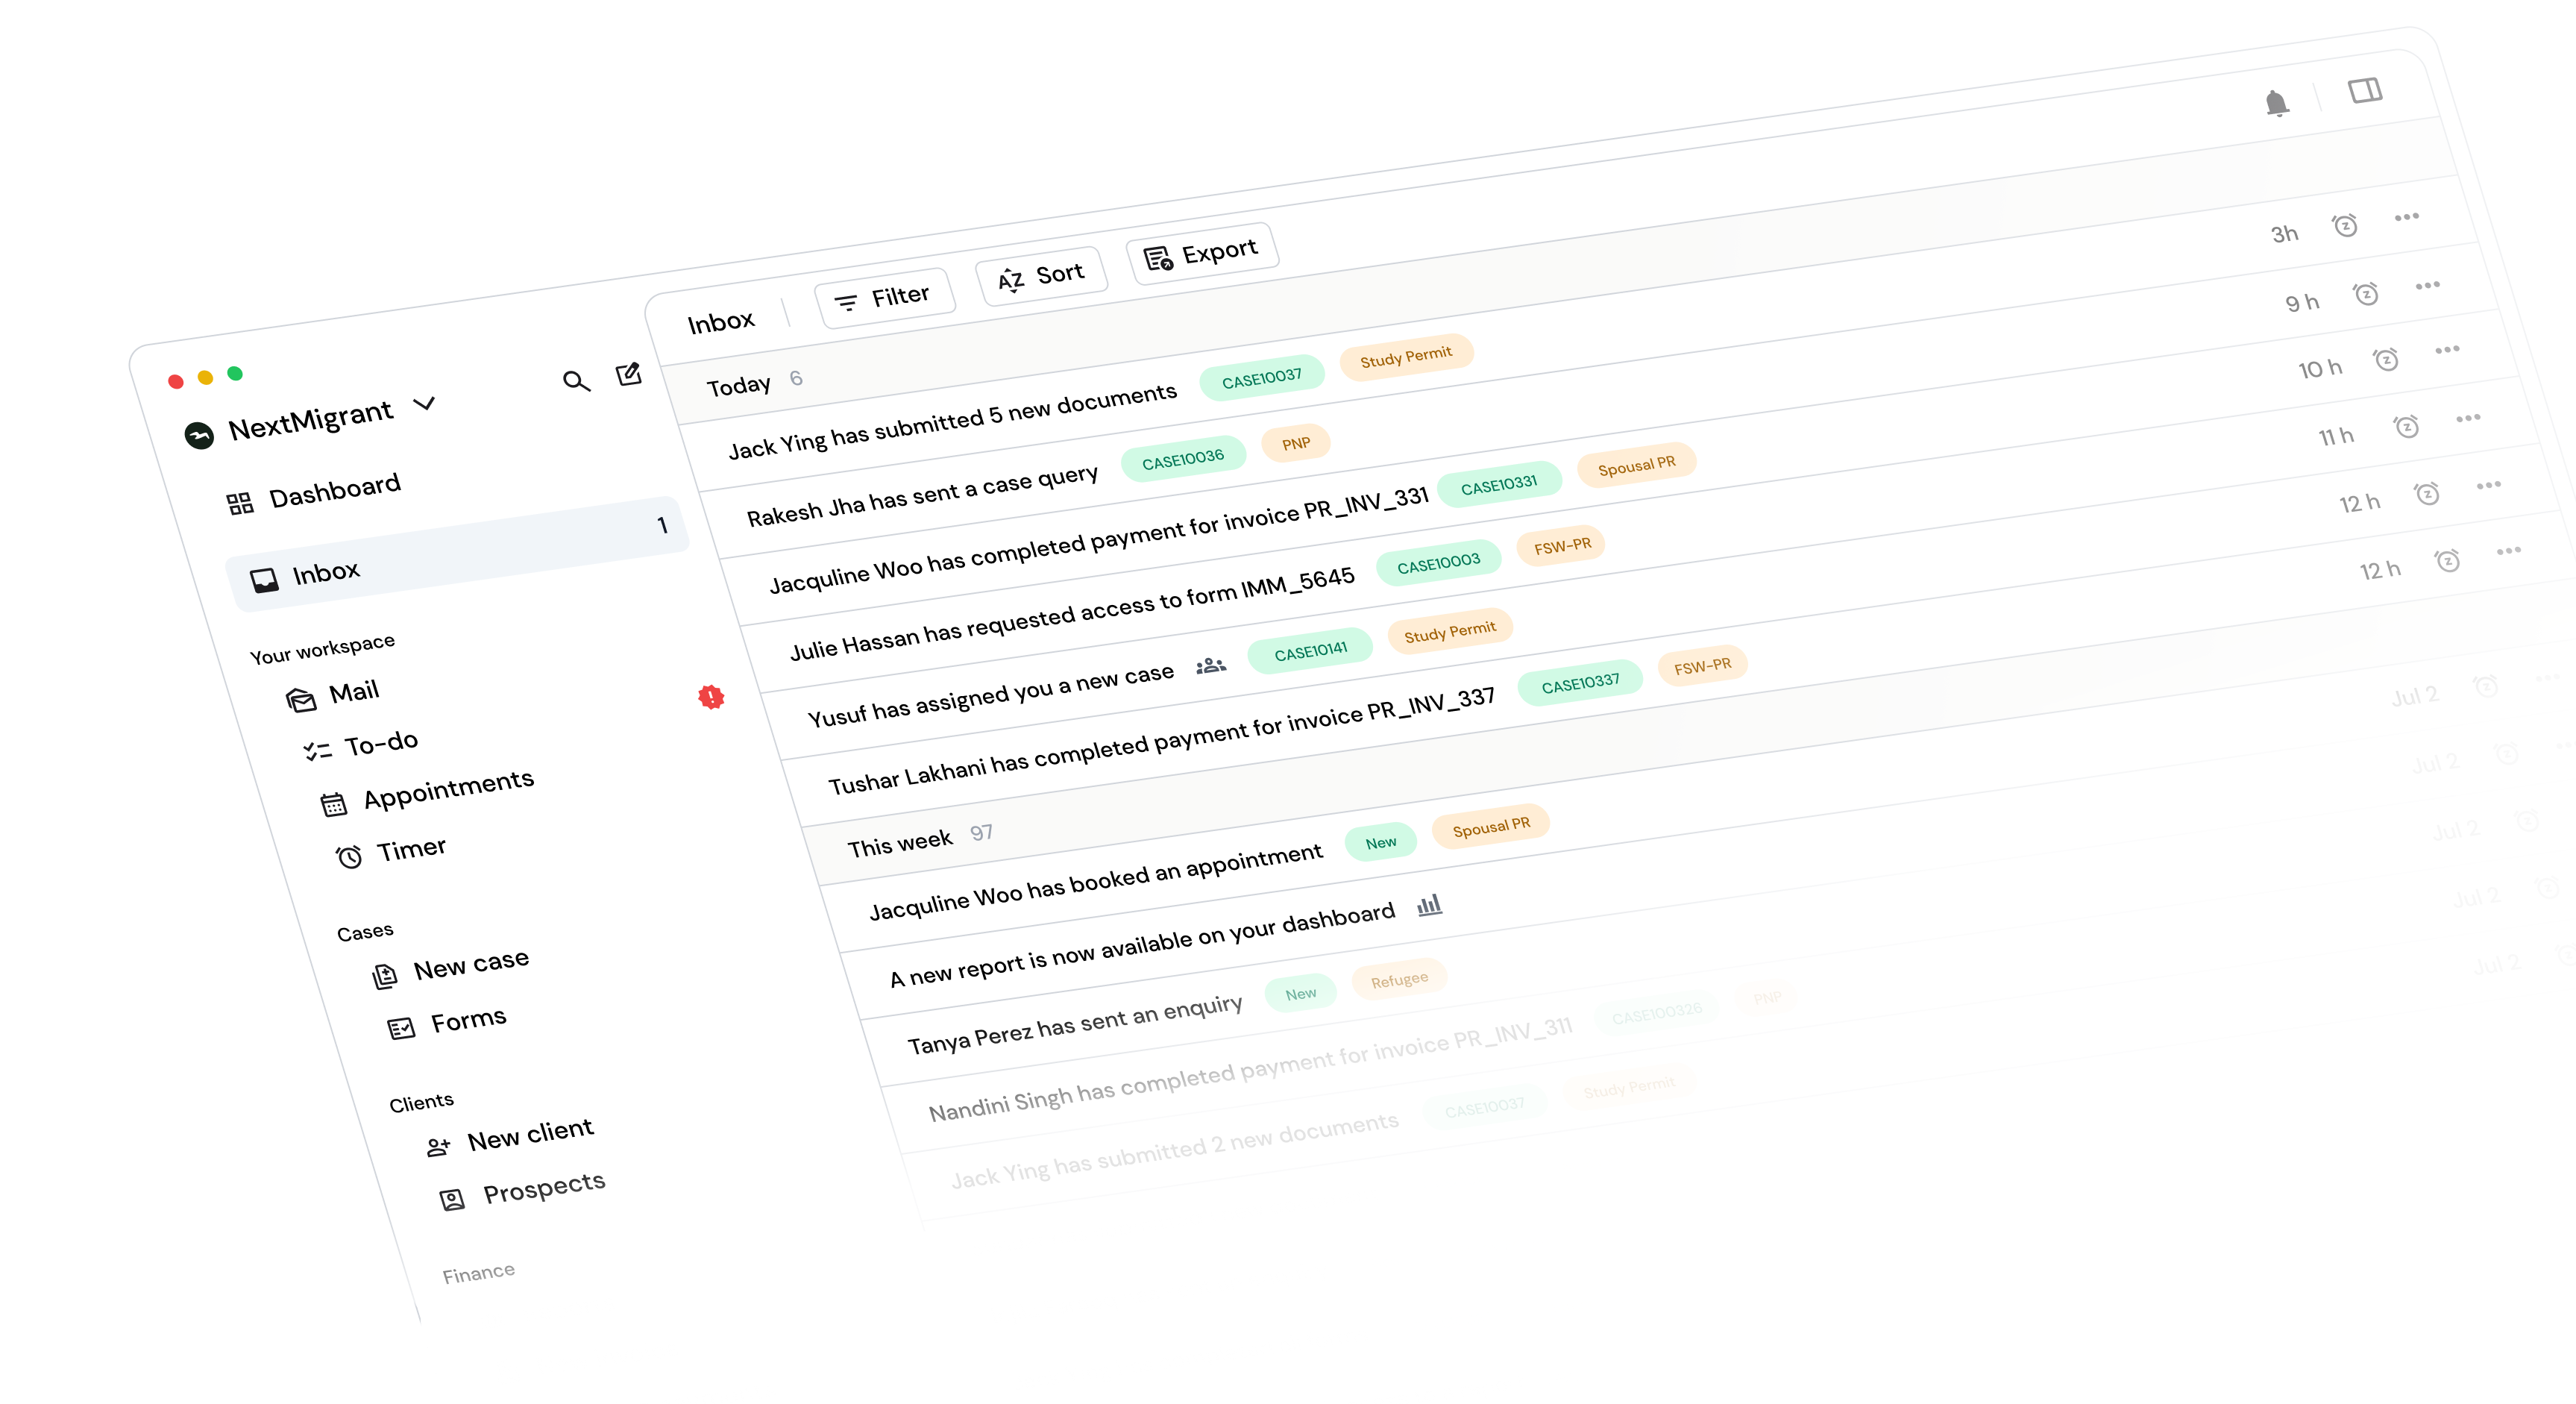 NextMigrant
Dashboard
Inbox 1
Your workspace
Mail
To-do
Appointments
Timer
Cases
New case
Forms
Clients
New client
Prospects
Finance
Inbox Filter Sort Export
Today 6
Jack Ying has submitted 5 new documents CASE10037 Study Permit 3h
Rakesh Jha has sent a case query CASE10036 PNP 9 h
Jacquline Woo has completed payment for invoice PR_INV_331 CASE10331 Spousal PR 10 h
Julie Hassan has requested access to form IMM_5645 CASE10003 FSW-PR 11 h
Yusuf has assigned you a new case CASE10141 Study Permit 12 h
Tushar Lakhani has completed payment for invoice PR_INV_337 CASE10337 FSW-PR 12 h
This week 97
Jacquline Woo has booked an appointment New Spousal PR Jul 2
A new report is now available on your dashboard Jul 2
Tanya Perez has sent an enquiry New Refugee Jul 2
Nandini Singh has completed payment for invoice PR_INV_311 CASE100326 PNP Jul 2
Jack Ying has submitted 2 new documents CASE10037 Study Permit Jul 2